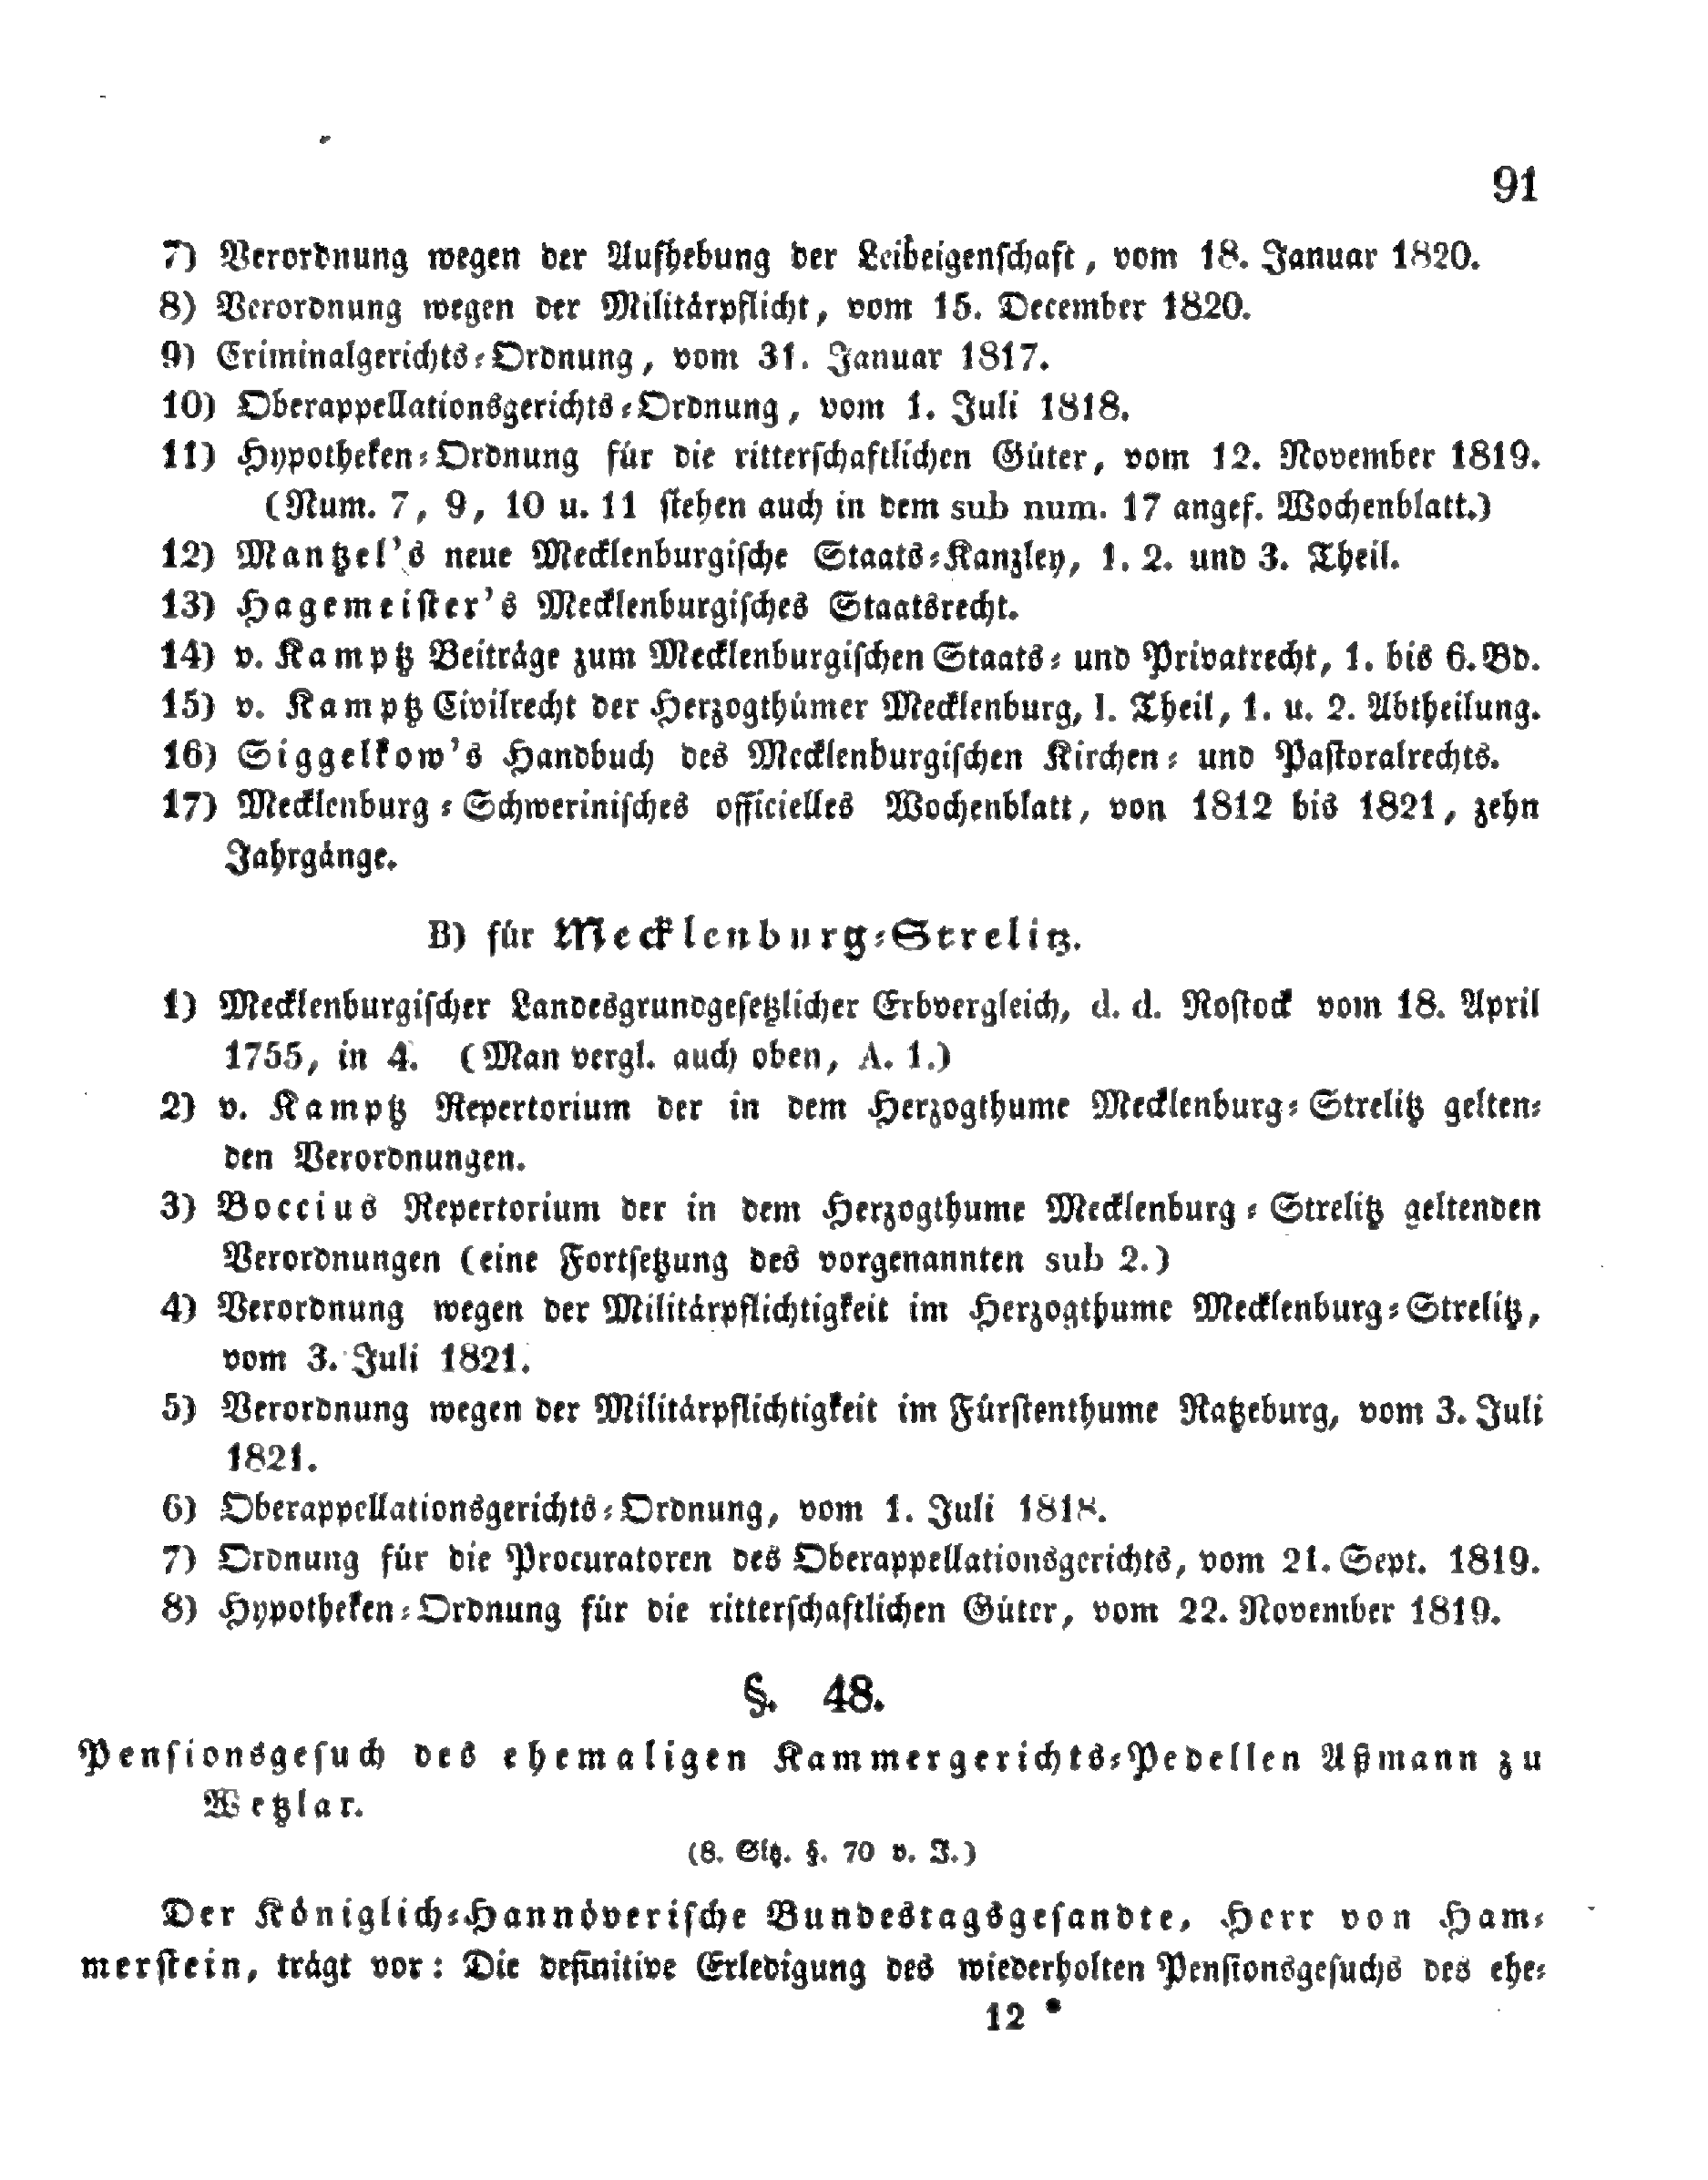 91
7) Verordnung wegen der Aufhebung der Leibeigenschaft, vom 18. Januar 1820.
8) Verordnung wegen der Militärpflicht, vom 15. December 1820.
9) Criminalgerichts-Ordnung, vom 31. Januar 1817.
10) Oberappellationsgerichts-Ordnung, vom 1. Juli 1818.
11) Hypotheken-Ordnung für die ritterschaftlichen Güter, vom 12. November 1819.
(Num. 7, 9, 10 u. 11 stehen auch in dem sub num. 17 angef. Wochenblatt.)
12) Mantzel's neue Mecklenburgische Staats-Kanzley, 1. 2. und 3. Theil.
13) Hagemeister's Mecklenburgisches Staatsrecht.
14) v. Kamptz Beiträge zum Mecklenburgischen Staats- und Privatrecht, 1. bis 6. Bd.
15) v. Kamptz Civilrecht der Herzogthümer Mecklenburg, I. Theil, 1. u. 2. Abtheilung.
16) Siggelkow's Handbuch des Mecklenburgischen Kirchen- und Pastoralrechts.
17) Mecklenburg-Schwerinisches officielles Wochenblatt, von 1812 bis 1821, zehn
Jahrgänge.
B) für Mecklenburg-Strelitz.
1) Mecklenburgischer Landesgrundgesetzlicher Erbvergleich, d. d. Rostock vom 18. April
1755, in 4. (Man vergl. auch oben, A. 1.)
2) v. Kamptz Repertorium der in dem Herzogthume Mecklenburg-Strelitz gelten-
den Verordnungen.
3) Boccius Repertorium der in dem Herzogthume Mecklenburg-Strelitz geltenden
Verordnungen (eine Fortsetzung des vorgenannten sub 2.)
4) Verordnung wegen der Militärpflichtigkeit im Herzogthume Mecklenburg-Strelitz,
vom 3. Juli 1821.
5) Verordnung wegen der Militärpflichtigkeit im Fürstenthume Ratzeburg, vom 3. Juli
1821.
6) Oberappellationsgerichts-Ordnung, vom 1. Juli 1818.
7) Ordnung für die Procuratoren des Oberappellationsgerichts, vom 21. Sept. 1819.
8) Hypotheken-Ordnung für die ritterschaftlichen Güter, vom 22. November 1819.
§. 48.
Pensionsgesuch des ehemaligen Kammergerichts-Pedellen Aßmann zu
Wetzlar.
(8. Sitz. §. 70 v. J.)
Der Königlich-Hannöverische Bundestagsgesandte, Herr von Ham-
merstein, trägt vor: Die definitive Erledigung des wiederholten Pensionsgesuchs des ehe-
12 *